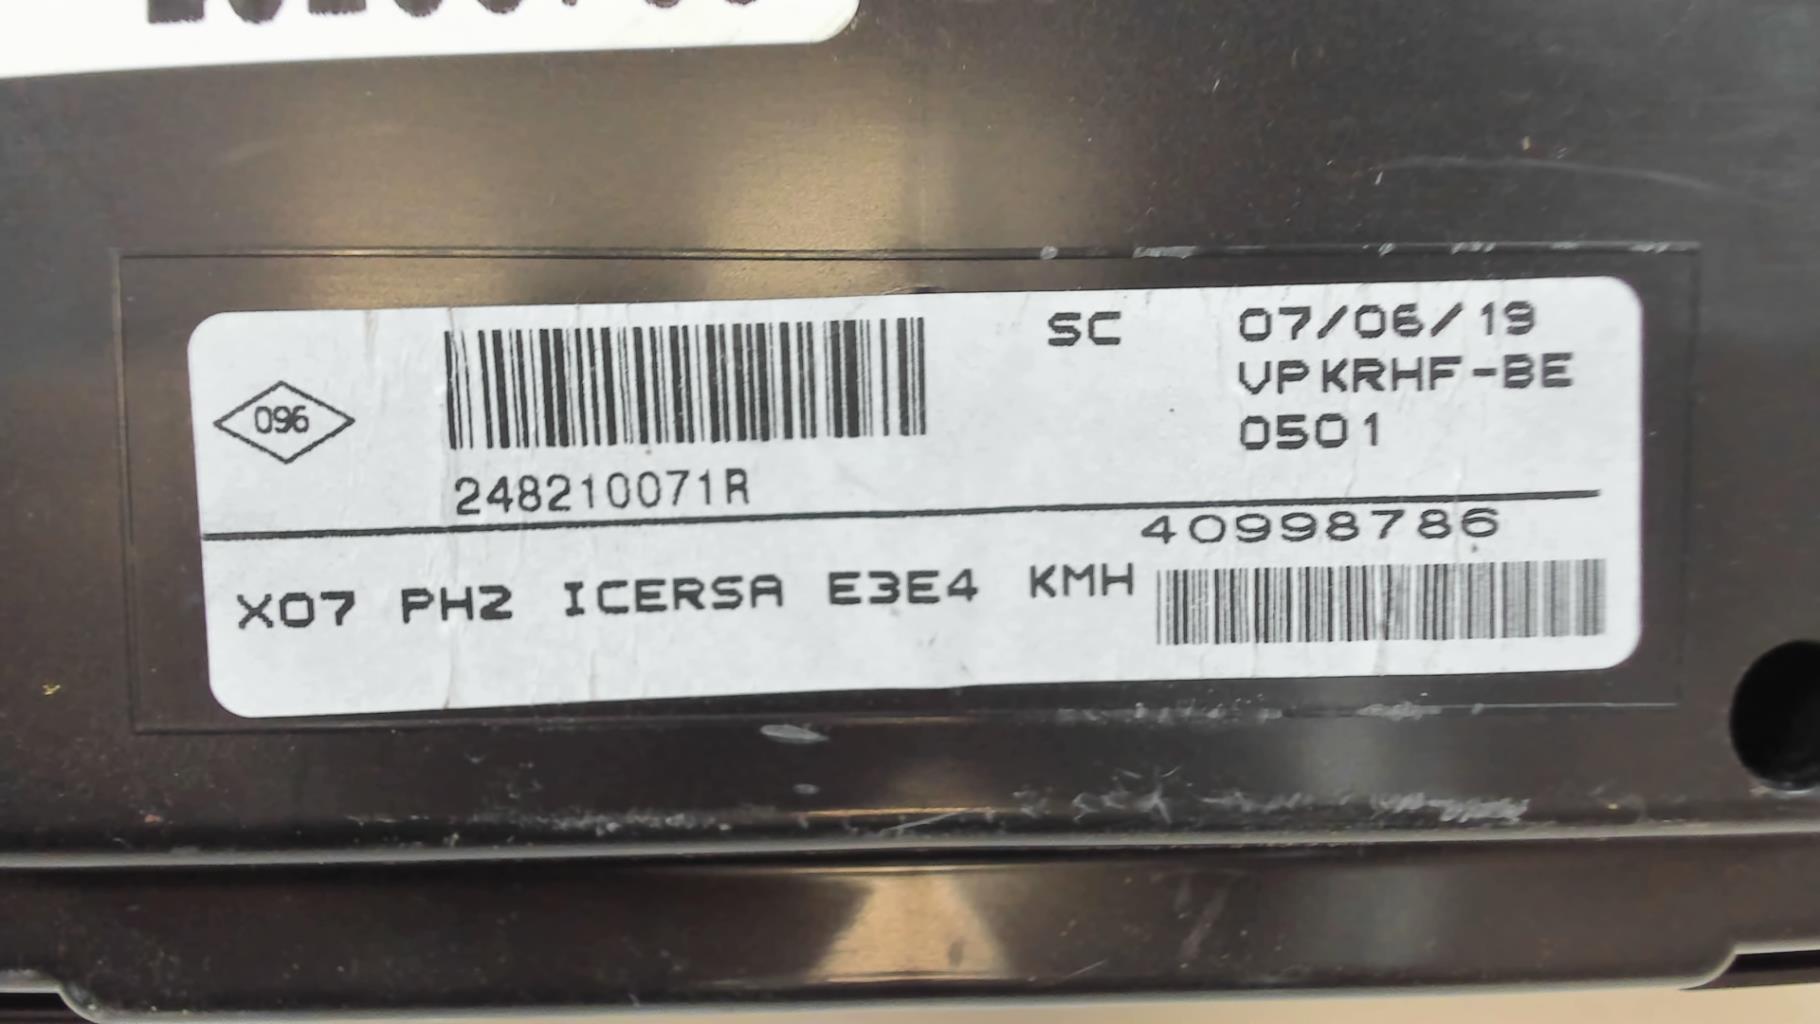 096
248210071R
SC
07/06/19
VPKRHF-BE
0501
40998786
X07 PH2 ICERSA E3E4 KMH